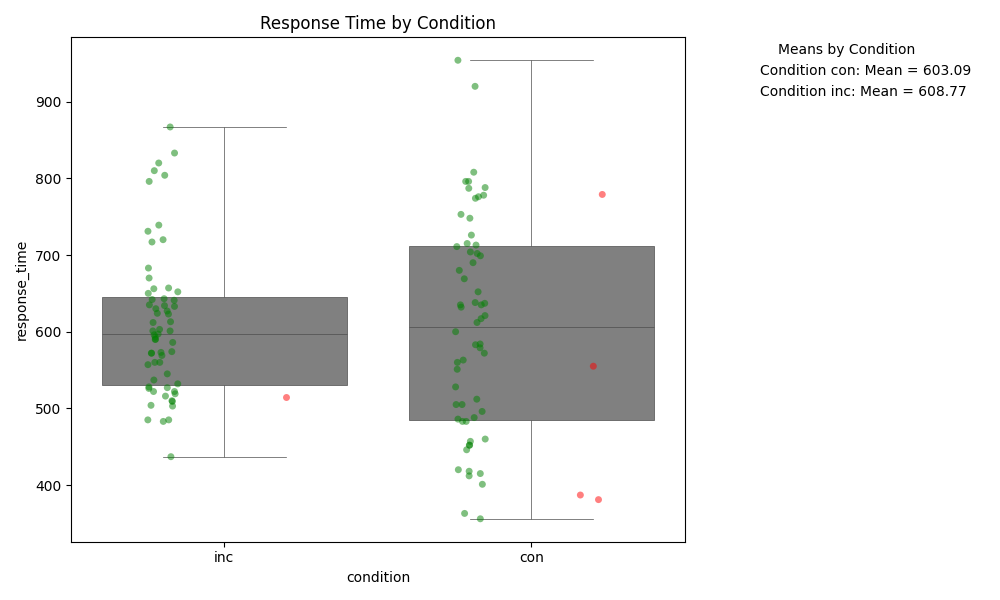 Response Time by Condition
Means by Condition
Condition con: Mean = 603.09
Condition inc: Mean = 608.77
response_time
900
800
700
600
500
400
inc
con
condition